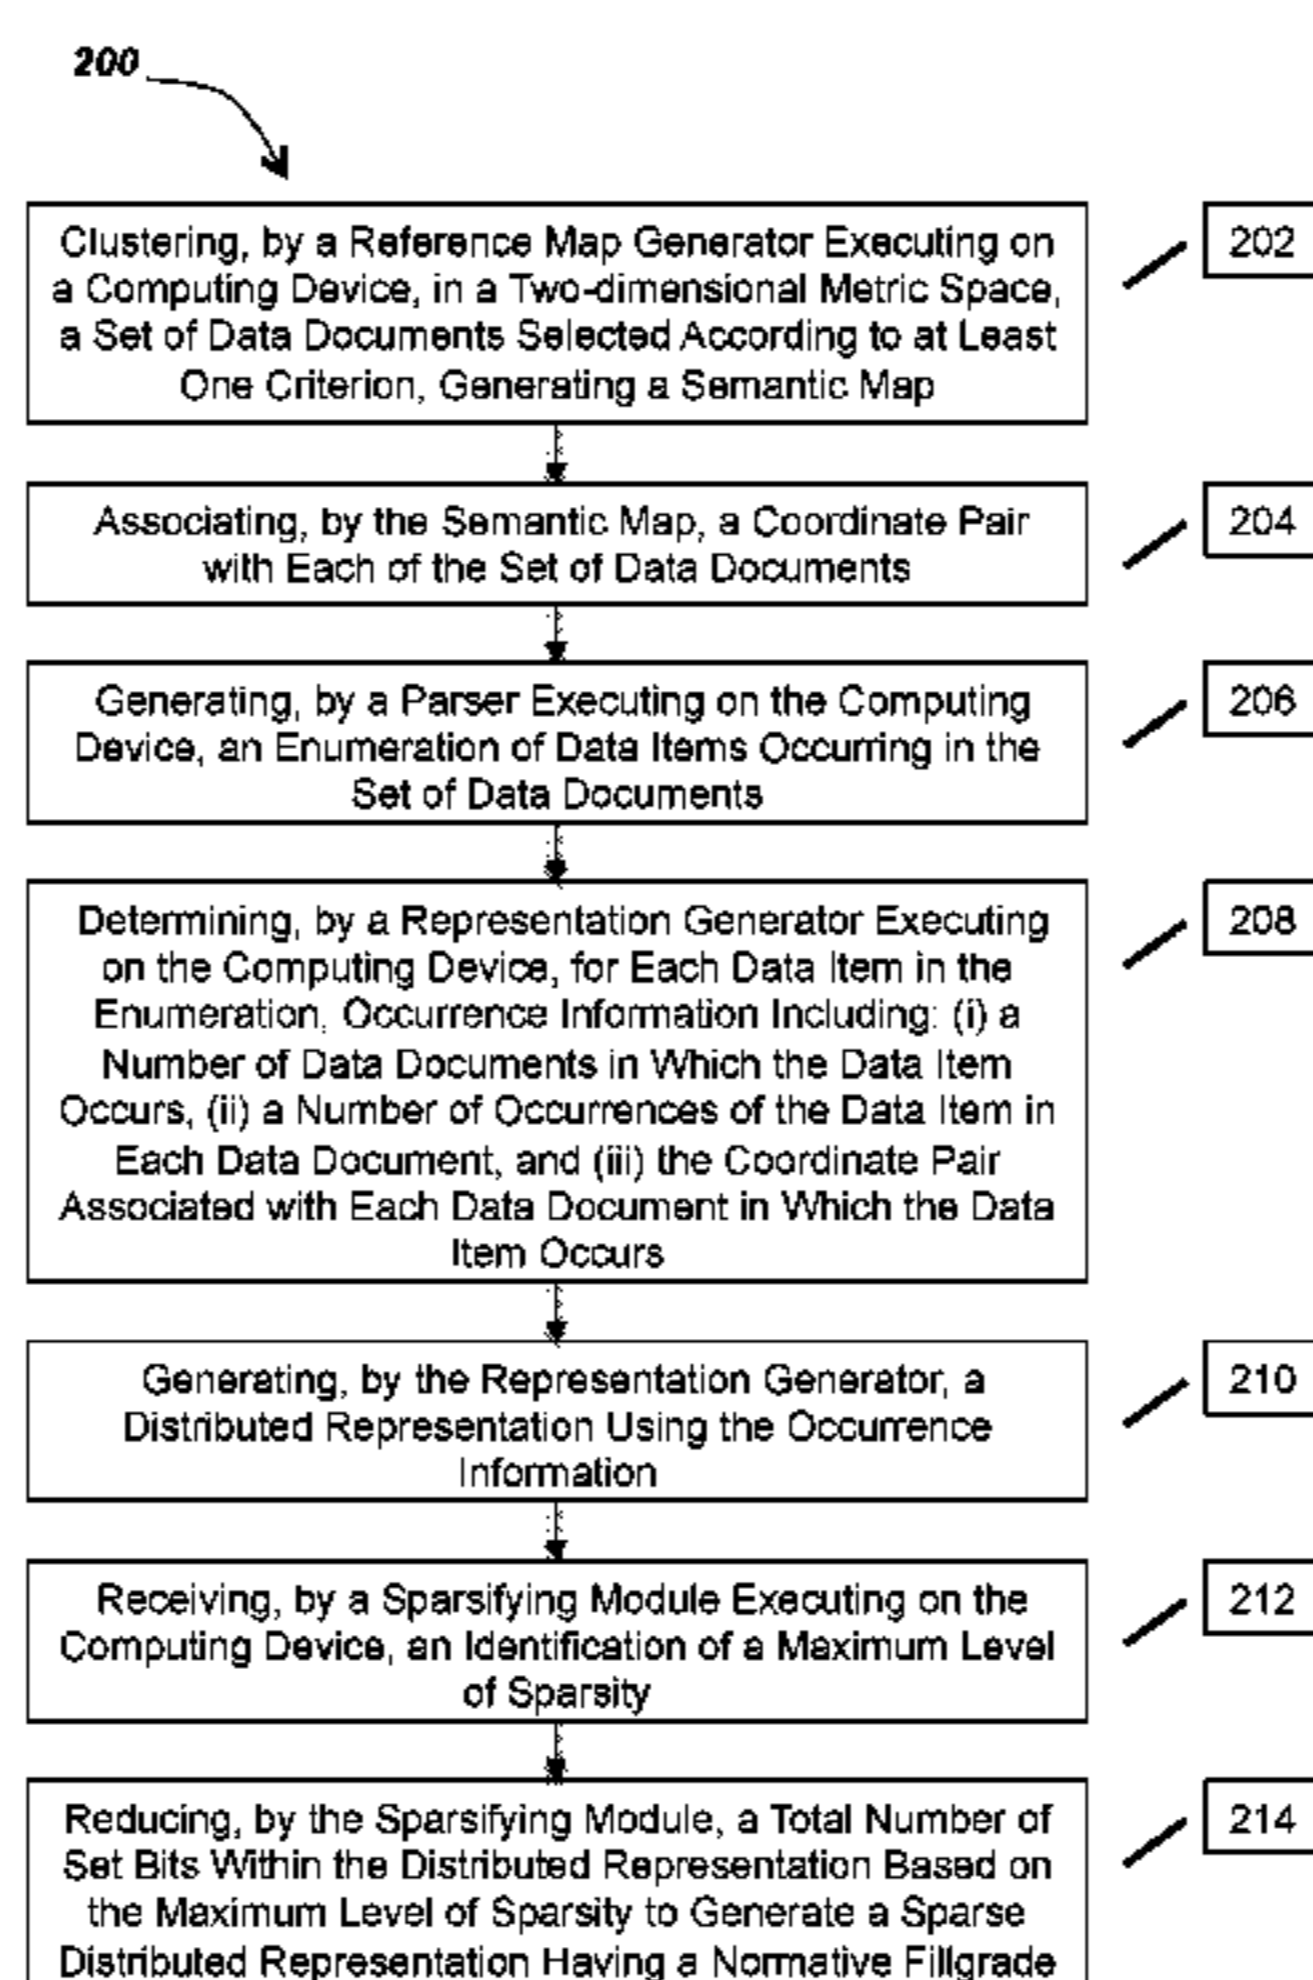 200
Clustering, by a Reference Map Generator Executing on
a Computing Device, in a Two-dimensional Metric Space,
a Set of Data Documents Selected According to at Least
One Criterion, Generating a Semantic Map
202
Associating, by the Semantic Map, a Coordinate Pair
with Each of the Set of Data Documents
204
Generating, by a Parser Executing on the Computing
Device, an Enumeration of Data Items Occurring in the
Set of Data Documents
206
Determining, by a Representation Generator Executing
on the Computing Device, for Each Data Item in the
Enumeration, Occurrence Information Including: (i) a
Number of Data Documents in Which the Data Item
Occurs, (ii) a Number of Occurrences of the Data Item in
Each Data Document, and (iii) the Coordinate Pair
Associated with Each Data Document in Which the Data
Item Occurs
208
Generating, by the Representation Generator, a
Distributed Representation Using the Occurrence
Information
210
Receiving, by a Sparsifying Module Executing on the
Computing Device, an Identification of a Maximum Level
of Sparsity
212
Reducing, by the Sparsifying Module, a Total Number of
Set Bits Within the Distributed Representation Based on
the Maximum Level of Sparsity to Generate a Sparse
Distributed Representation Having a Normative Fillgrade
214